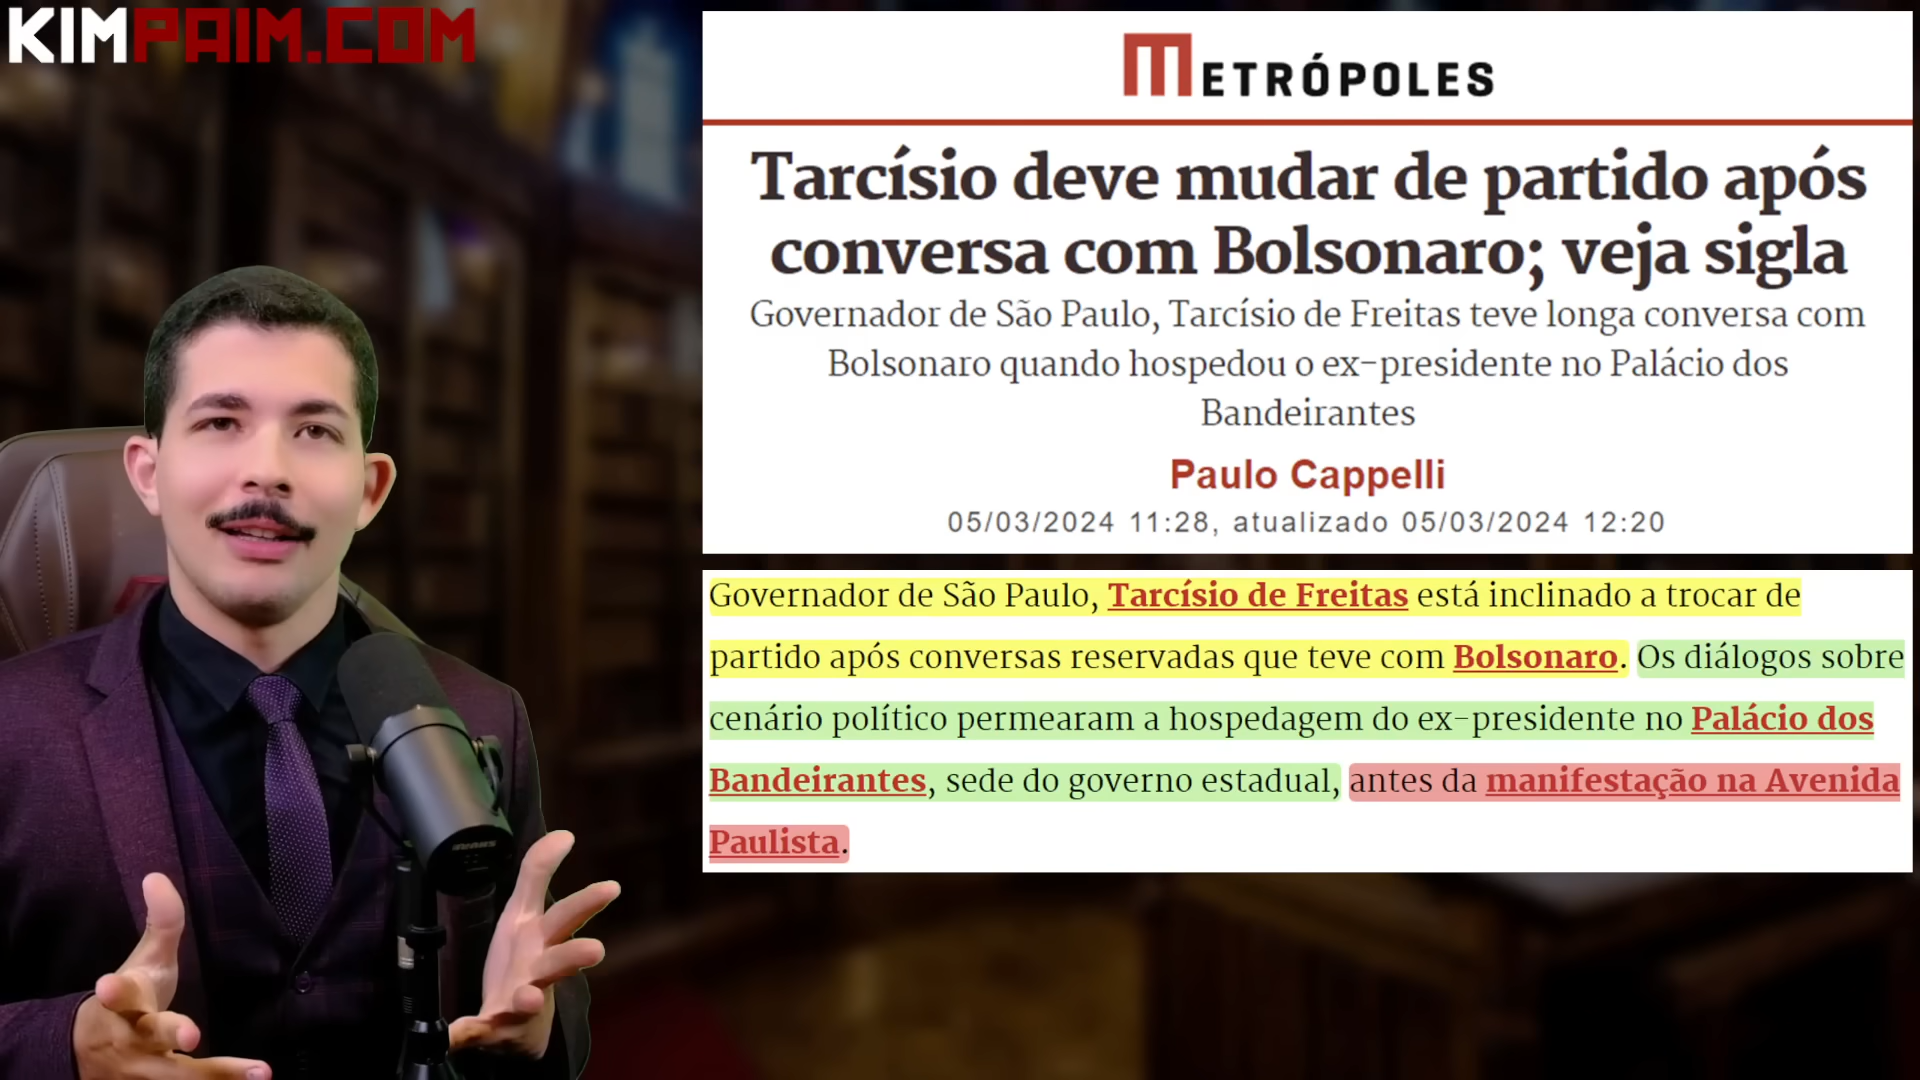 KIMPAIM.COM
METRÓPOLES
Tarcísio deve mudar de partido após
conversa com Bolsonaro; veja sigla
Governador de São Paulo, Tarcísio de Freitas teve longa conversa com
Bolsonaro quando hospedou o ex-presidente no Palácio dos
Bandeirantes
Paulo Cappelli
05/03/2024 11:28, atualizado 05/03/2024 12:20
Governador de São Paulo, Tarcísio de Freitas está inclinado a trocar de
partido após conversas reservadas que teve com Bolsonaro. Os diálogos sobre
cenário político permearam a hospedagem do ex-presidente no Palácio dos
Bandeirantes, sede do governo estadual, antes da manifestação na Avenida
Paulista.